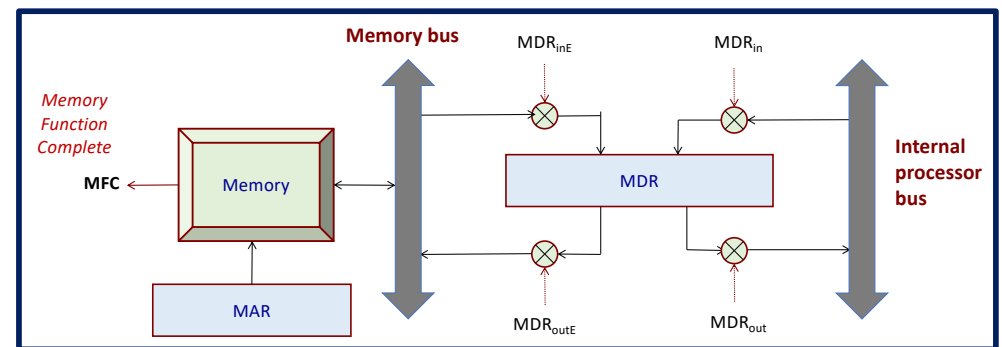 Memory bus
MDRinE
MDRin
Memory
Function
Complete
MFC
Memory
MDR
Internal
processor
bus
MAR
MDRoutE
MDRout